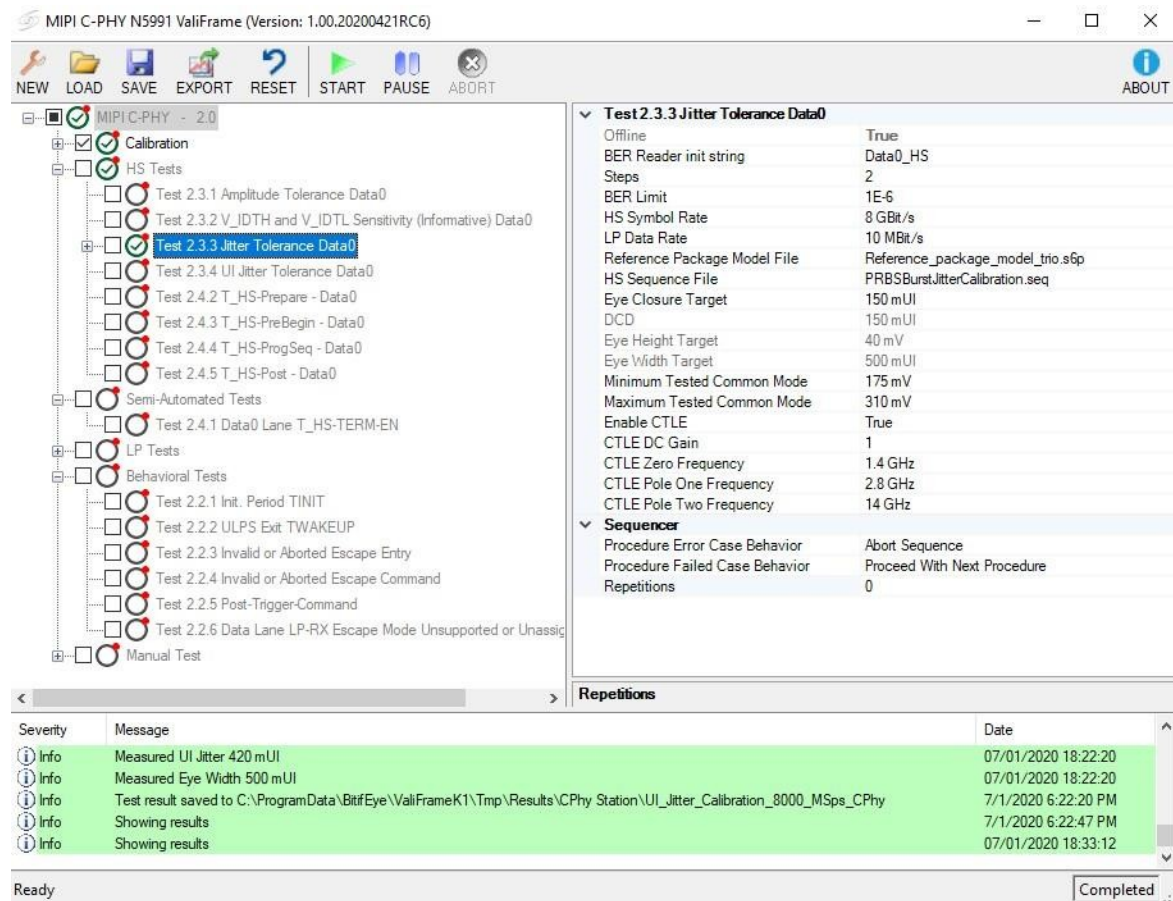 MIPI C-PHY N5991 ValiFrame (Version: 1.00.20200421RC6)
NEW LOAD SAVE EXPORT RESET START PAUSE ABORT ABOUT
MIPI C-PHY - 2.0
Calibration
HS Tests
Test 2.3.1 Amplitude Tolerance Data0
Test 2.3.2 V_IDTH and V_IDTL Sensitivity (Informative) Data0
Test 2.3.3 Jitter Tolerance Data0
Test 2.3.4 UI Jitter Tolerance Data0
Test 2.4.2 T_HS-Prepare - Data0
Test 2.4.3 T_HS-PreBegin - Data0
Test 2.4.4 T_HS-ProgSeq - Data0
Test 2.4.5 T_HS-Post - Data0
Semi-Automated Tests
Test 2.4.1 Data0 Lane T_HS-TERM-EN
LP Tests
Behavioral Tests
Test 2.2.1 Init. Period TINIT
Test 2.2.2 ULPS Exit TWAKEUP
Test 2.2.3 Invalid or Aborted Escape Entry
Test 2.2.4 Invalid or Aborted Escape Command
Test 2.2.5 Post-Trigger-Command
Test 2.2.6 Data Lane LP-RX Escape Mode Unsupported or Unassig
Manual Test
Test 2.3.3 Jitter Tolerance Data0
Offline True
BER Reader init string Data0_HS
Steps 2
BER Limit 1E-6
HS Symbol Rate 8 GBit/s
LP Data Rate 10 MBit/s
Reference Package Model File Reference_package_model_trio.s6p
HS Sequence File PRBSBurstJitterCalibration.seq
Eye Closure Target 150 mUI
DCD 150 mUI
Eye Height Target 40 mV
Eye Width Target 500 mUI
Minimum Tested Common Mode 175 mV
Maximum Tested Common Mode 310 mV
Enable CTLE True
CTLE DC Gain 1
CTLE Zero Frequency 1.4 GHz
CTLE Pole One Frequency 2.8 GHz
CTLE Pole Two Frequency 14 GHz
Sequencer
Procedure Error Case Behavior Abort Sequence
Procedure Failed Case Behavior Proceed With Next Procedure
Repetitions 0
Repetitions
Severity Message Date
Info Measured UI Jitter 420 mUI 07/01/2020 18:22:20
Info Measured Eye Width 500 mUI 07/01/2020 18:22:20
Info Test result saved to C:\ProgramData\BitifEye\ValiFrameK1\Tmp\Results\CPhy Station\UI_Jitter_Calibration_8000_MSps_CPhy 7/1/2020 6:22:20 PM
Info Showing results 7/1/2020 6:22:47 PM
Info Showing results 07/01/2020 18:33:12
Ready Completed